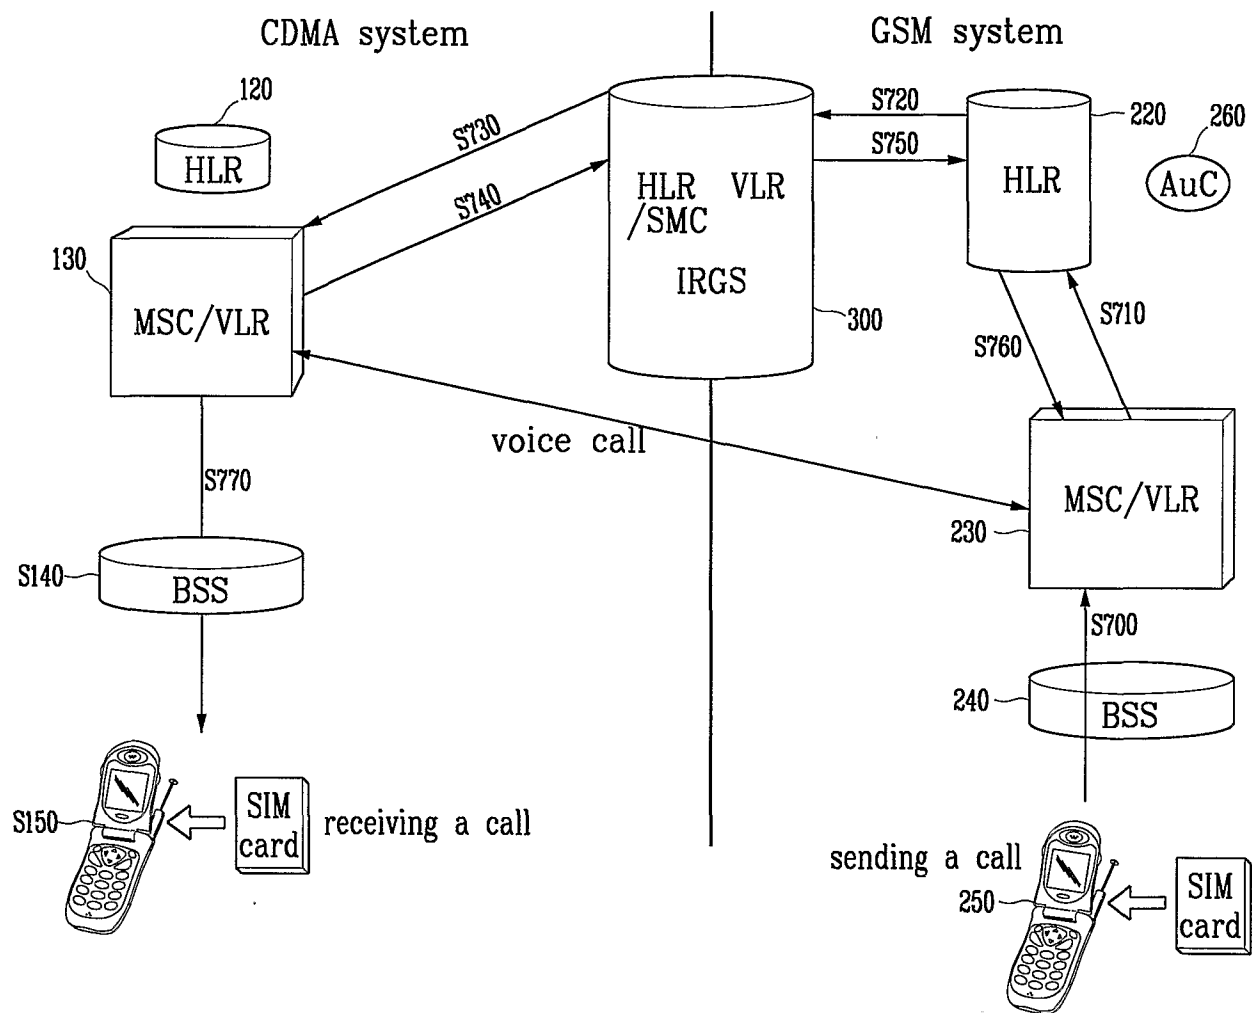 CDMA system
GSM system
120
HLR
S730
S740
S720
S750
220
260
HLR
AuC
HLR VLR
/SMC
IRGS
300
130
MSC/VLR
S760
S710
voice call
S770
MSC/VLR
230
S140
BSS
S700
240
BSS
S150
SIM
card
receiving a call
sending a call
250
SIM
card